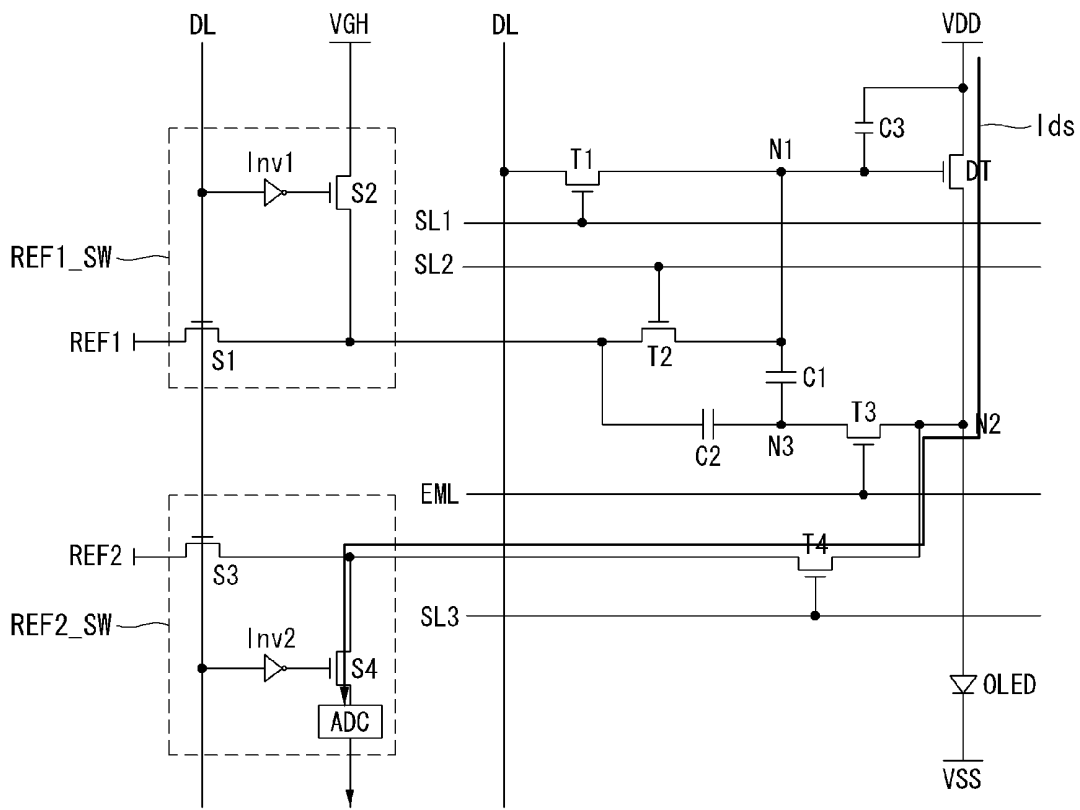 DL
VGH
DL
VDD
C3
Ids
T1
N1
Inv1
S2
DT
SL1
REF1_SW
SL2
REF1
S1
T2
C1
T3
C2
N3
N2
EML
REF2
T4
S3
SL3
REF2_SW
Inv2
S4
OLED
ADC
VSS